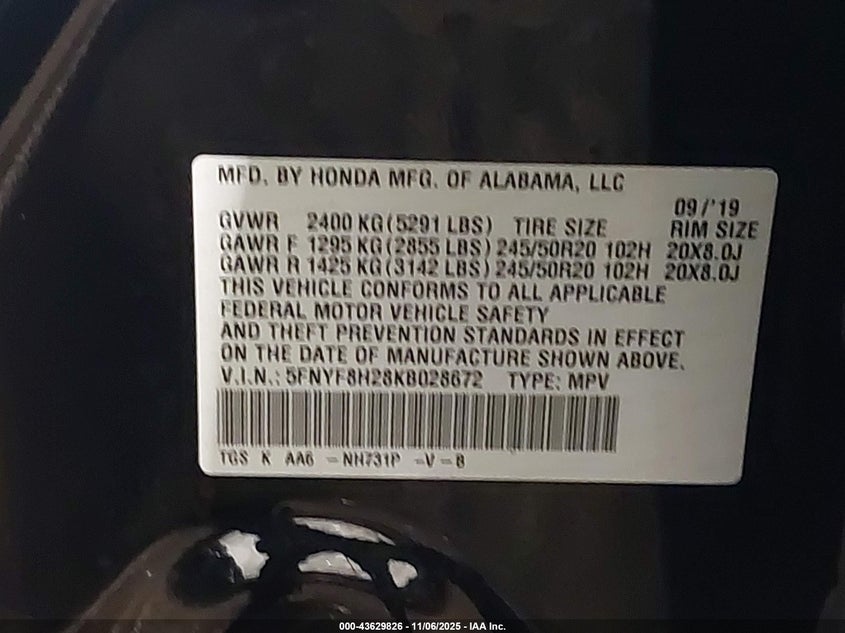 MFD. BY HONDA MFG. OF ALABAMA, LLC
09/'19
GVWR 2400 KG(5291 LBS) TIRE SIZE RIM SIZE
GAWR F 1295 KG(2855 LBS) 245/50R20 102H 20X8.0J
GAWR R 1425 KG(3142 LBS) 245/50R20 102H 20X8.0J
THIS VEHICLE CONFORMS TO ALL APPLICABLE
FEDERAL MOTOR VEHICLE SAFETY
AND THEFT PREVENTION STANDARDS IN EFFECT
ON THE DATE OF MANUFACTURE SHOWN ABOVE.
V.I.N.: 5FNYF8H28KB028672 TYPE: MPV
TGS K AA6 -NH731P -V-B
000-43629826 - 11/06/2025 - IAA Inc.